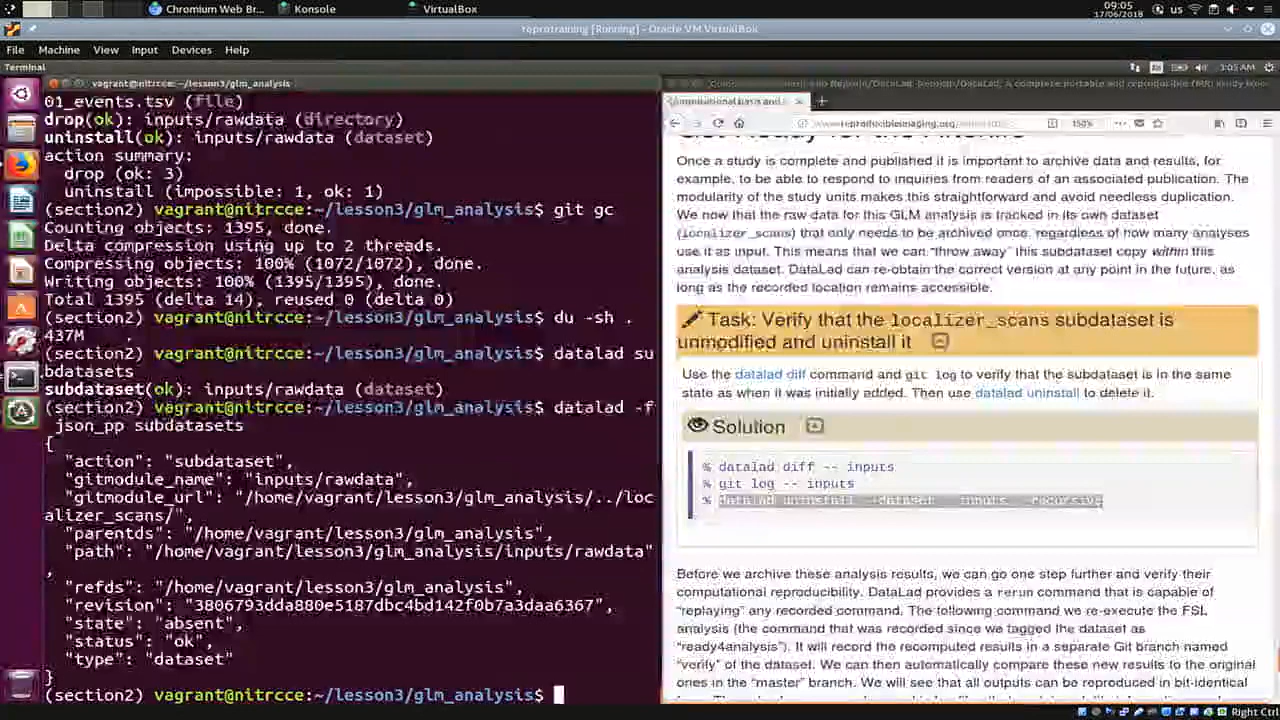 Chromium Web Br...
Konsole
VirtualBox
09:05
17/06/2018
us
reprotraining [Running] - Oracle VM VirtualBox
File Machine View Input Devices Help
Terminal
3:05 AM
vagrant@nitrcce: ~/lesson3/glm_analysis
01_events.tsv (file)
drop(ok): inputs/rawdata (directory)
uninstall(ok): inputs/rawdata (dataset)
action summary:
drop (ok: 3)
uninstall (impossible: 1, ok: 1)
(section2) vagrant@nitrcce:~/lesson3/glm_analysis$ git gc
Counting objects: 1395, done.
Delta compression using up to 2 threads.
Compressing objects: 100% (1072/1072), done.
Writing objects: 100% (1395/1395), done.
Total 1395 (delta 14), reused 0 (delta 0)
(section2) vagrant@nitrcce:~/lesson3/glm_analysis$ du -sh .
437M .
(section2) vagrant@nitrcce:~/lesson3/glm_analysis$ datalad su
bdatasets
subdataset(ok): inputs/rawdata (dataset)
(section2) vagrant@nitrcce:~/lesson3/glm_analysis$ datalad -f
json_pp subdatasets
{
"action": "subdataset",
"gitmodule_name": "inputs/rawdata",
"gitmodule_url": "/home/vagrant/lesson3/glm_analysis/../loc
alizer_scans/",
"parentds": "/home/vagrant/lesson3/glm_analysis",
"path": "/home/vagrant/lesson3/glm_analysis/inputs/rawdata"
,
"refds": "/home/vagrant/lesson3/glm_analysis",
"revision": "3806793dda880e5187dbc4bd142f0b7a3daa6367",
"state": "absent",
"status": "ok",
"type": "dataset"
}
(section2) vagrant@nitrcce:~/lesson3/glm_analysis$
www.reproducibleimaging.org
150%
Once a study is complete and published it is important to archive data and results, for
example, to be able to respond to inquiries from readers of an associated publication. The
modularity of the study units makes this straightforward and avoid needless duplication.
We now that the raw data for this GLM analysis is tracked in its own dataset
(localizer_scans) that only needs to be archived once, regardless of how many analyses
use it as input. This means that we can "throw away" this subdataset copy within this
analysis dataset. DataLad can re-obtain the correct version at any point in the future, as
long as the recorded location remains accessible.
Task: Verify that the localizer_scans subdataset is
unmodified and uninstall it
Use the datalad diff command and git log to verify that the subdataset is in the same
state as when it was initially added. Then use datalad uninstall to delete it.
Solution
% datalad diff -- inputs
% git log -- inputs
% datalad uninstall --dataset . inputs --recursive
Before we archive these analysis results, we can go one step further and verify their
computational reproducibility. DataLad provides a rerun command that is capable of
"replaying" any recorded command. The following command we re-execute the FSL
analysis (the command that was recorded since we tagged the dataset as
"ready4analysis"). It will record the recomputed results in a separate Git branch named
"verify" of the dataset. We can then automatically compare these new results to the original
ones in the "master" branch. We will see that all outputs can be reproduced in bit-identical
Right Ctrl